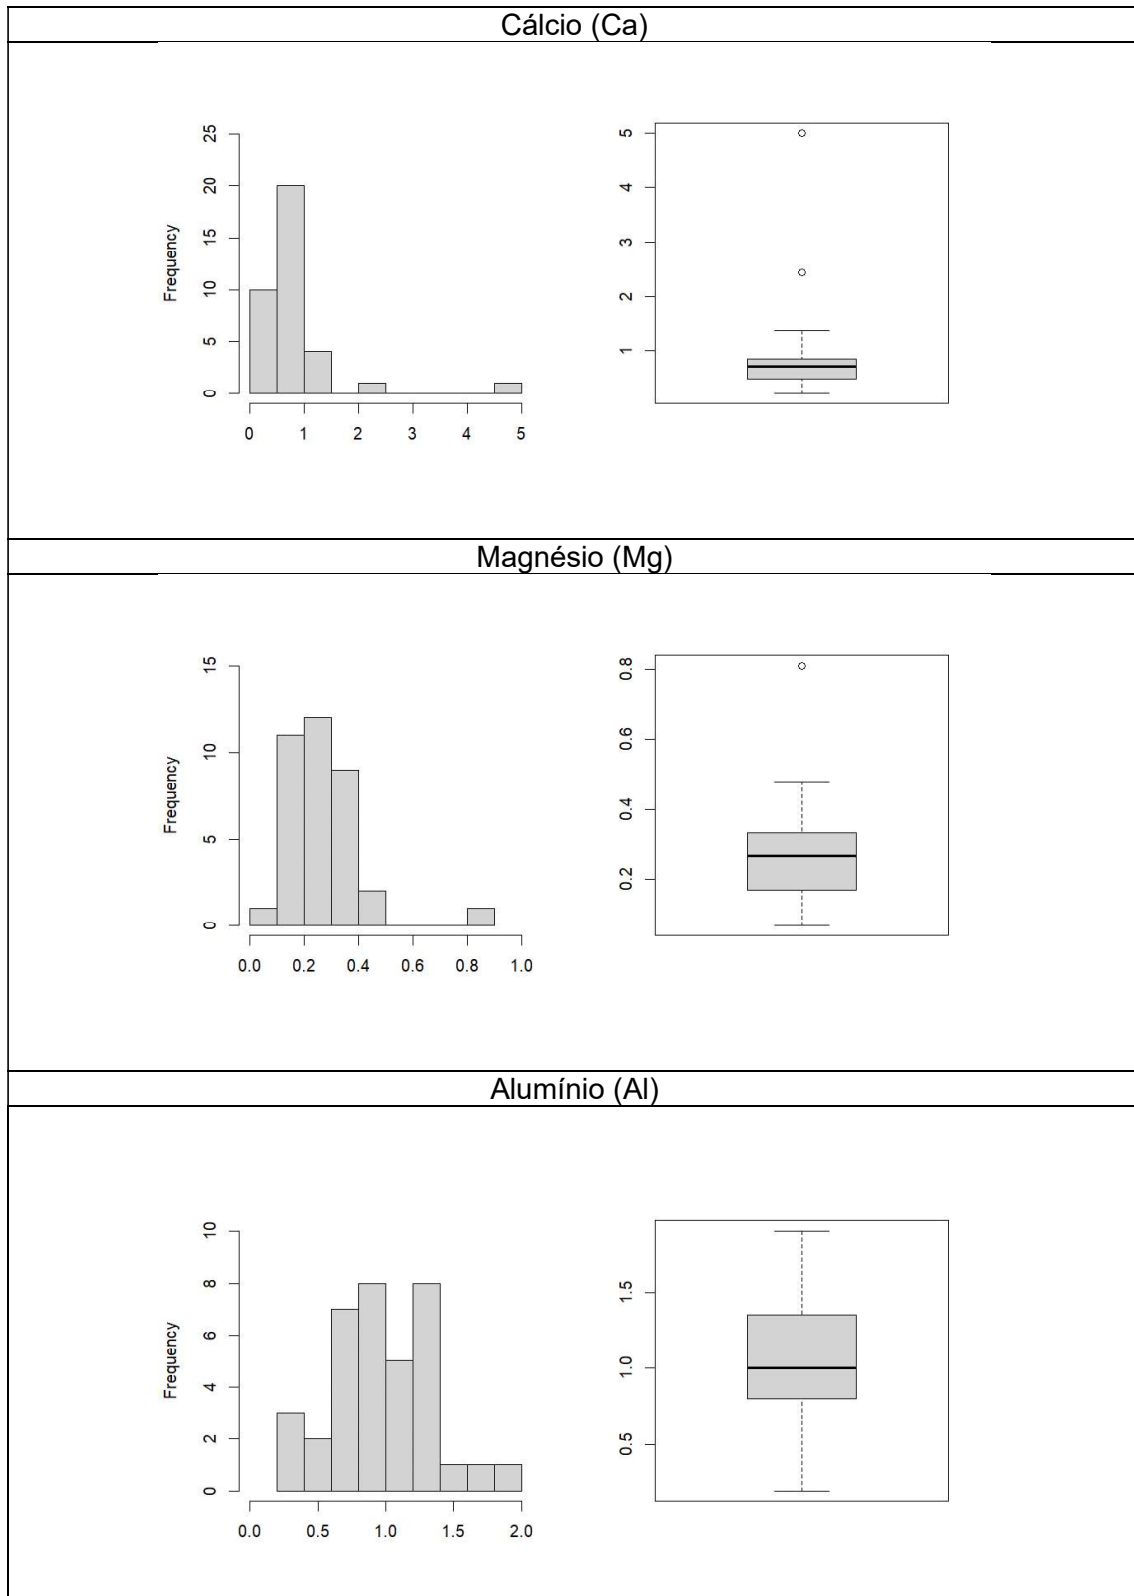 Cálcio (Ca)
Frequency
0 5 10 15 20 25
0 1 2 3 4 5
1 2 3 4 5
Magnésio (Mg)
Frequency
0 5 10 15
0.0 0.2 0.4 0.6 0.8 1.0
0.2 0.4 0.6 0.8
Alumínio (Al)
Frequency
0 2 4 6 8 10
0.0 0.5 1.0 1.5 2.0
0.5 1.0 1.5